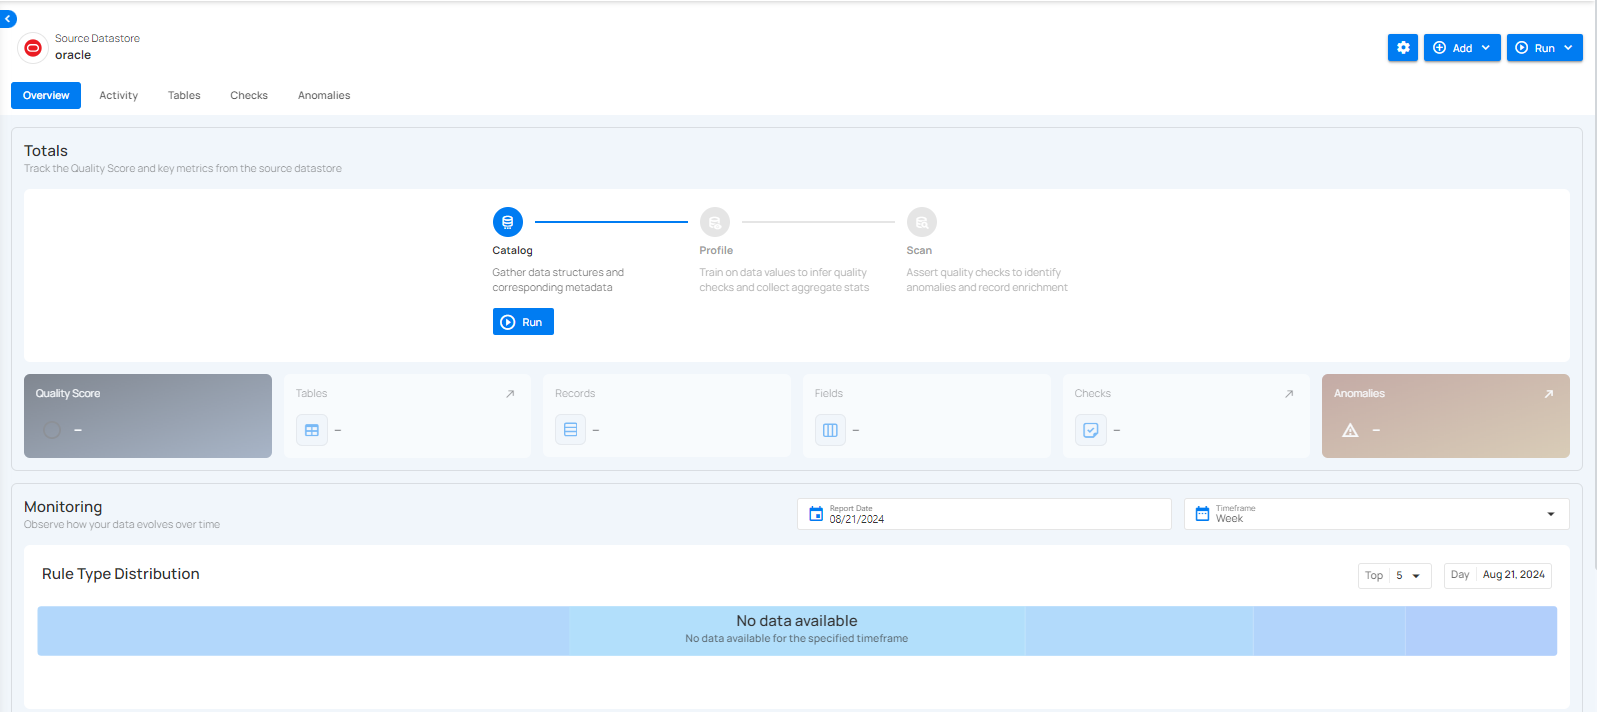 Source Datastore
oracle
Add
Run
Overview
Activity
Tables
Checks
Anomalies
Totals
Track the Quality Score and key metrics from the source datastore
Catalog
Gather data structures and
corresponding metadata
Run
Profile
Train on data values to infer quality
checks and collect aggregate stats
Scan
Assert quality checks to identify
anomalies and record enrichment
Quality Score
–
Tables
–
Records
–
Fields
–
Checks
–
Anomalies
–
Monitoring
Observe how your data evolves over time
Report Date
08/21/2024
Timeframe
Week
Rule Type Distribution
Top 5
Day Aug 21, 2024
No data available
No data available for the specified timeframe